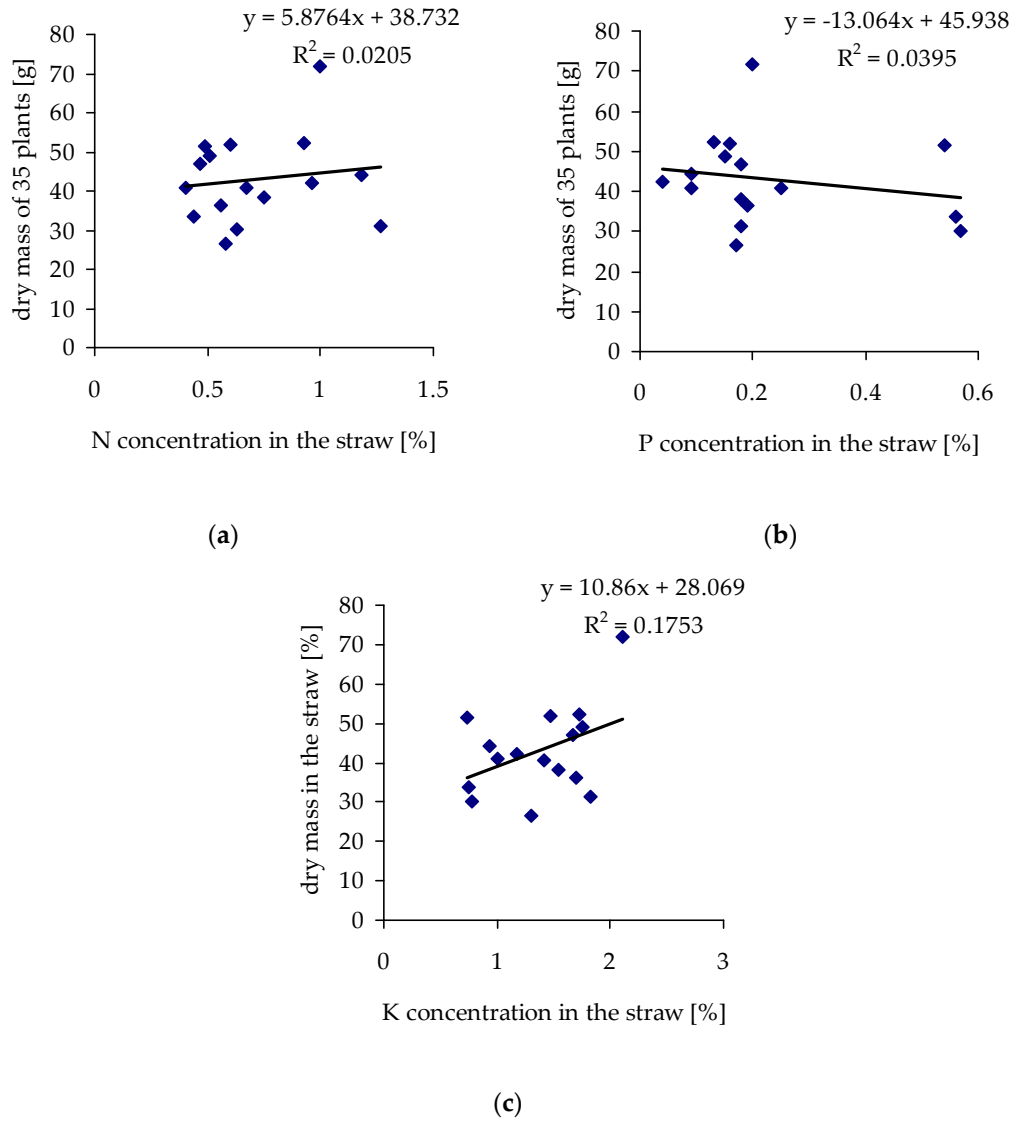 y = 5.8764x + 38.732
R² = 0.0205
dry mass of 35 plants [g]
80
70
60
50
40
30
20
10
0
0 0.5 1 1.5
N concentration in the straw [%]
(a)
y = -13.064x + 45.938
R² = 0.0395
dry mass of 35 plants [g]
80
70
60
50
40
30
20
10
0
0 0.2 0.4 0.6
P concentration in the straw [%]
(b)
y = 10.86x + 28.069
R² = 0.1753
dry mass in the straw [%]
80
70
60
50
40
30
20
10
0
0 1 2 3
K concentration in the straw [%]
(c)